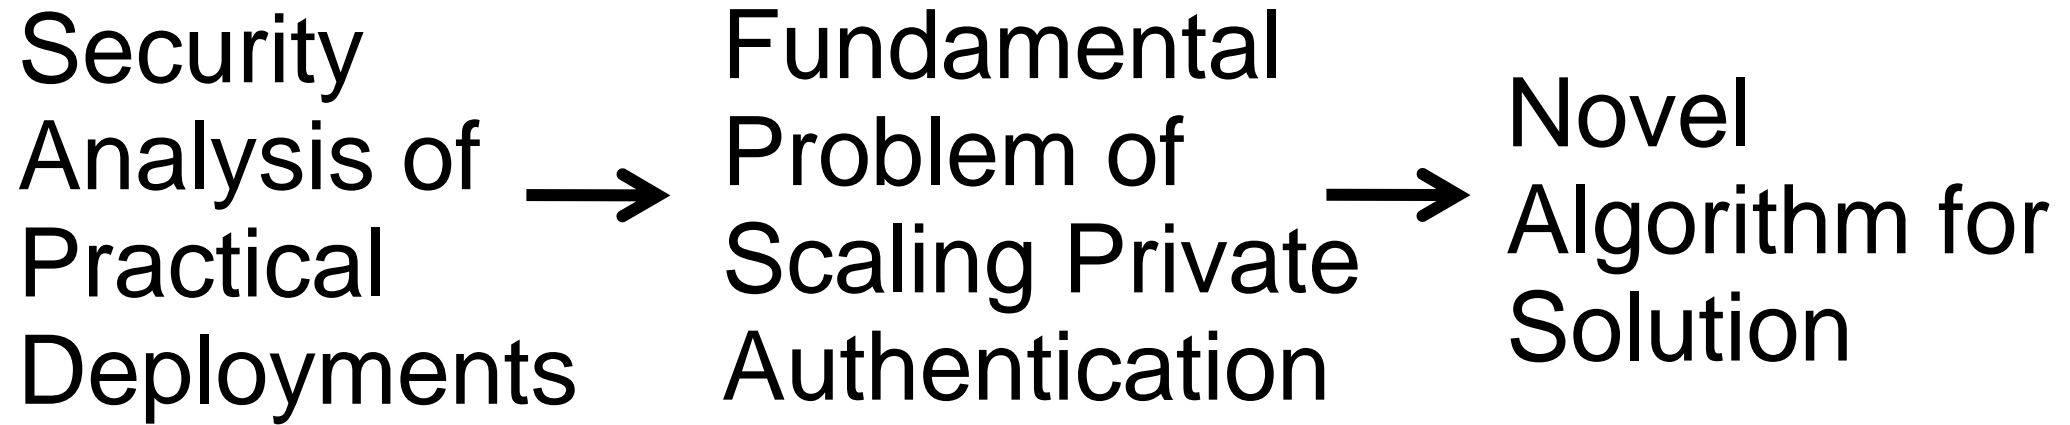 Security
Analysis of
Practical
Deployments
Fundamental
Problem of
Scaling Private
Authentication
Novel
Algorithm for
Solution